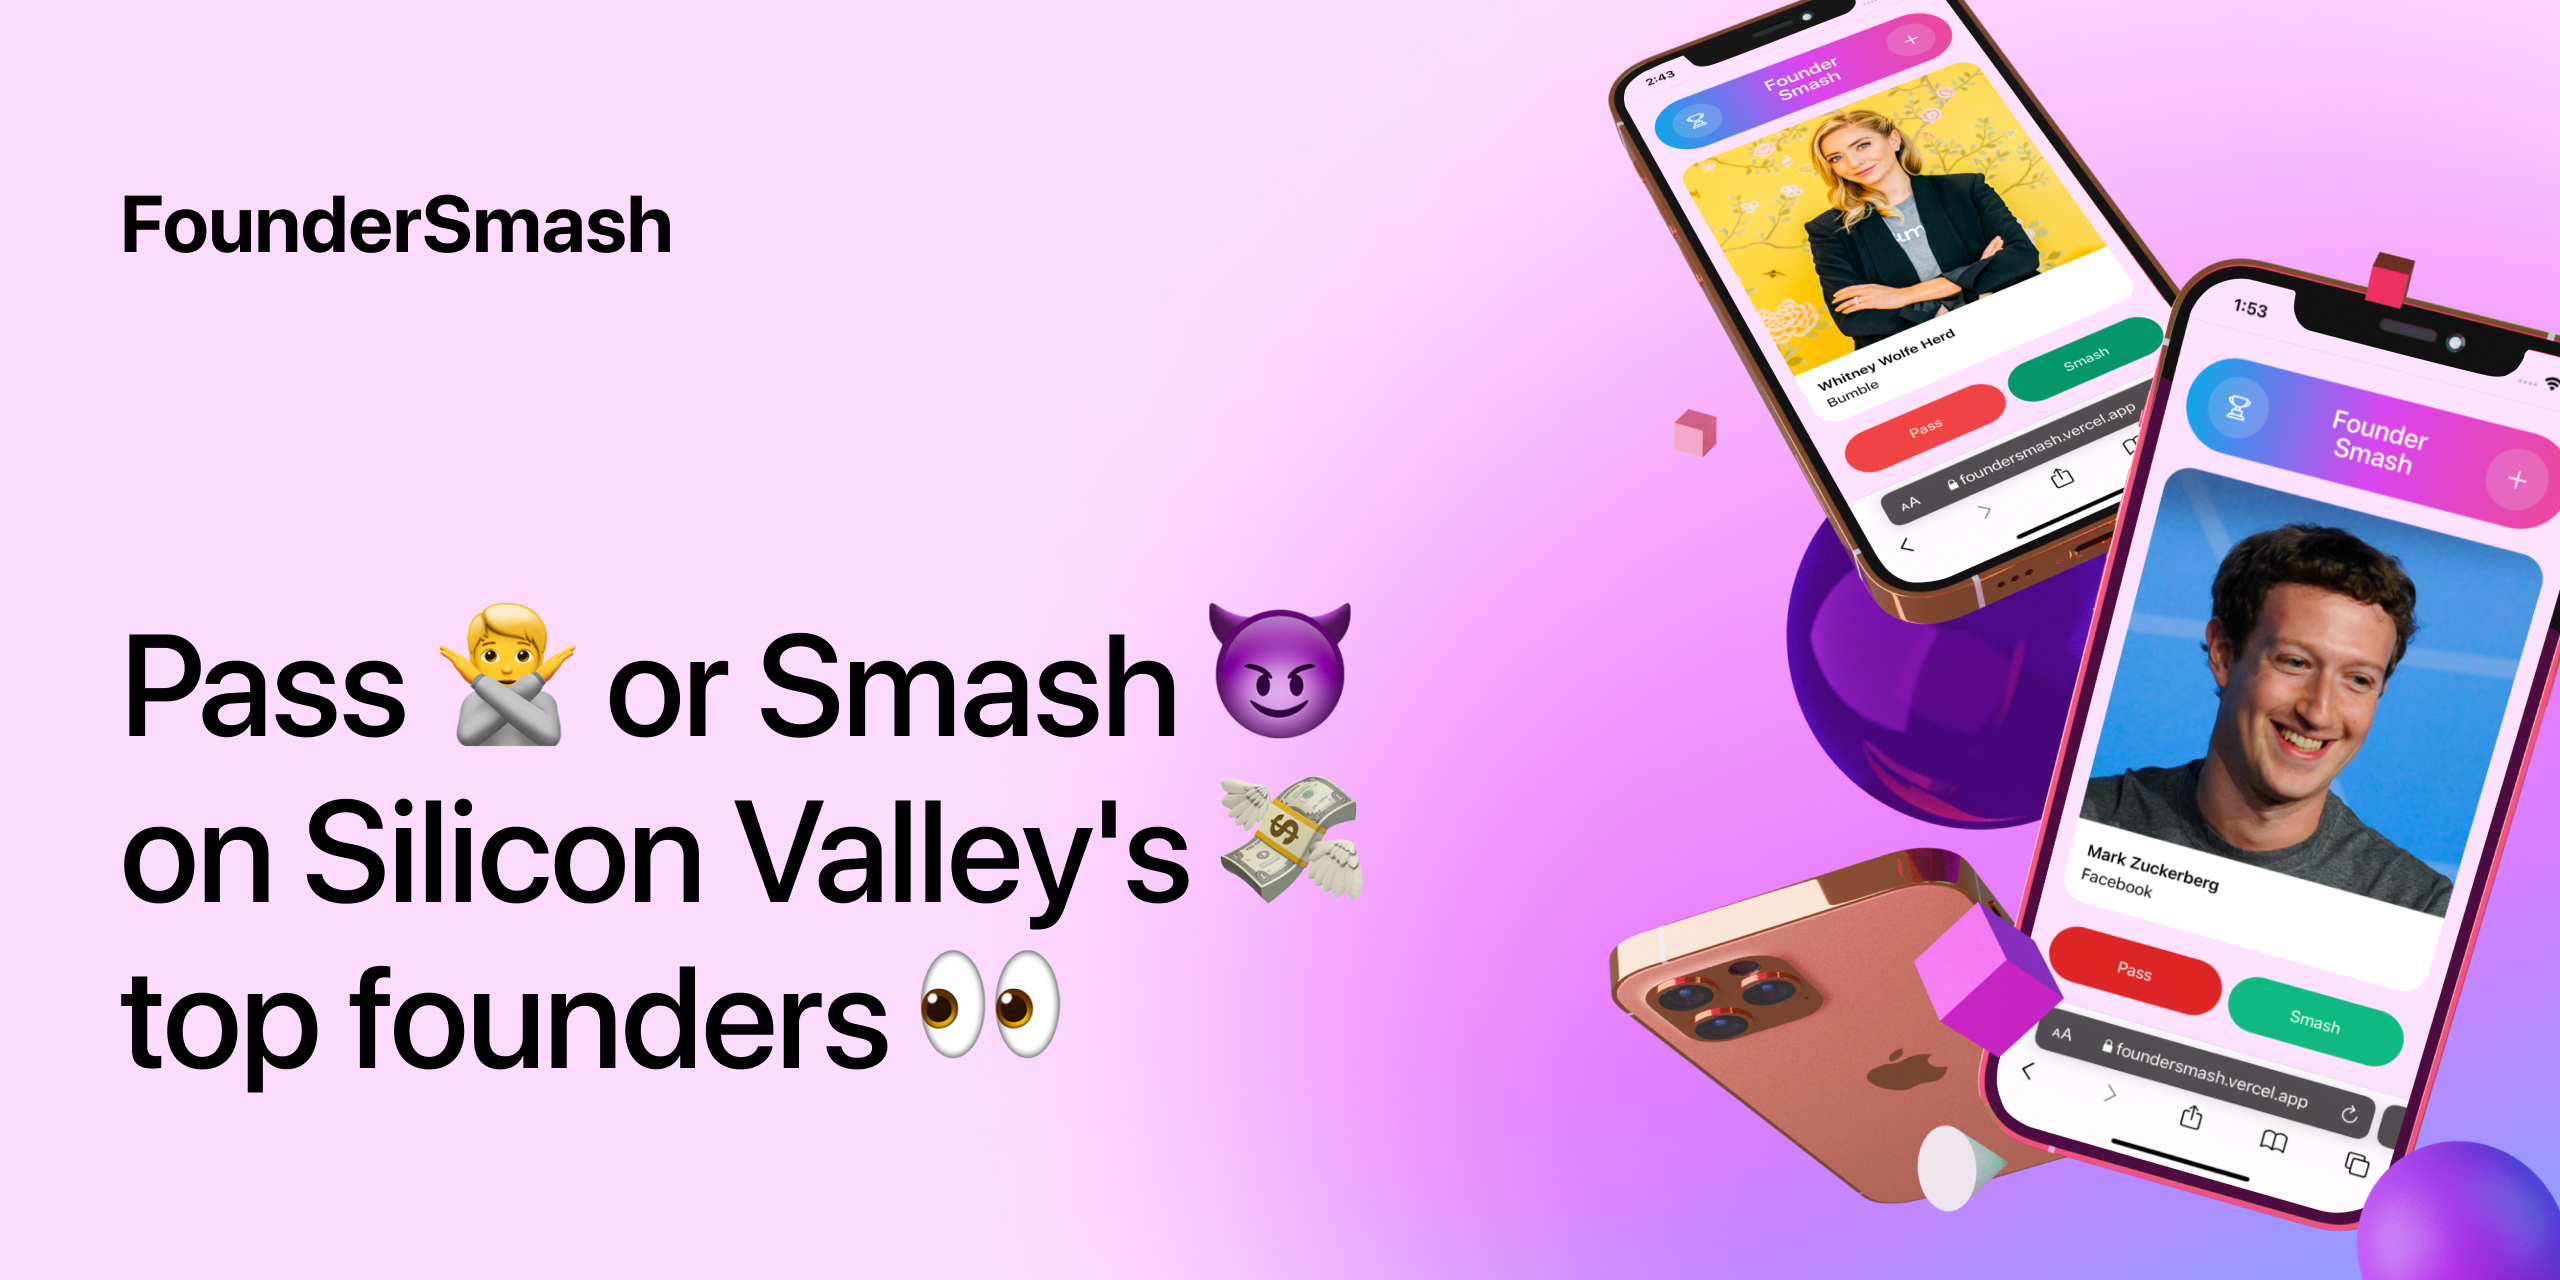 FounderSmash
Pass 🙅 or Smash 😈
on Silicon Valley's 💸
top founders 👀
2:43
Founder
Smash
Whitney Wolfe Herd
Bumble
Pass
Smash
AA
foundersmash.vercel.app
1:53
Founder
Smash
Mark Zuckerberg
Facebook
Pass
Smash
AA
foundersmash.vercel.app